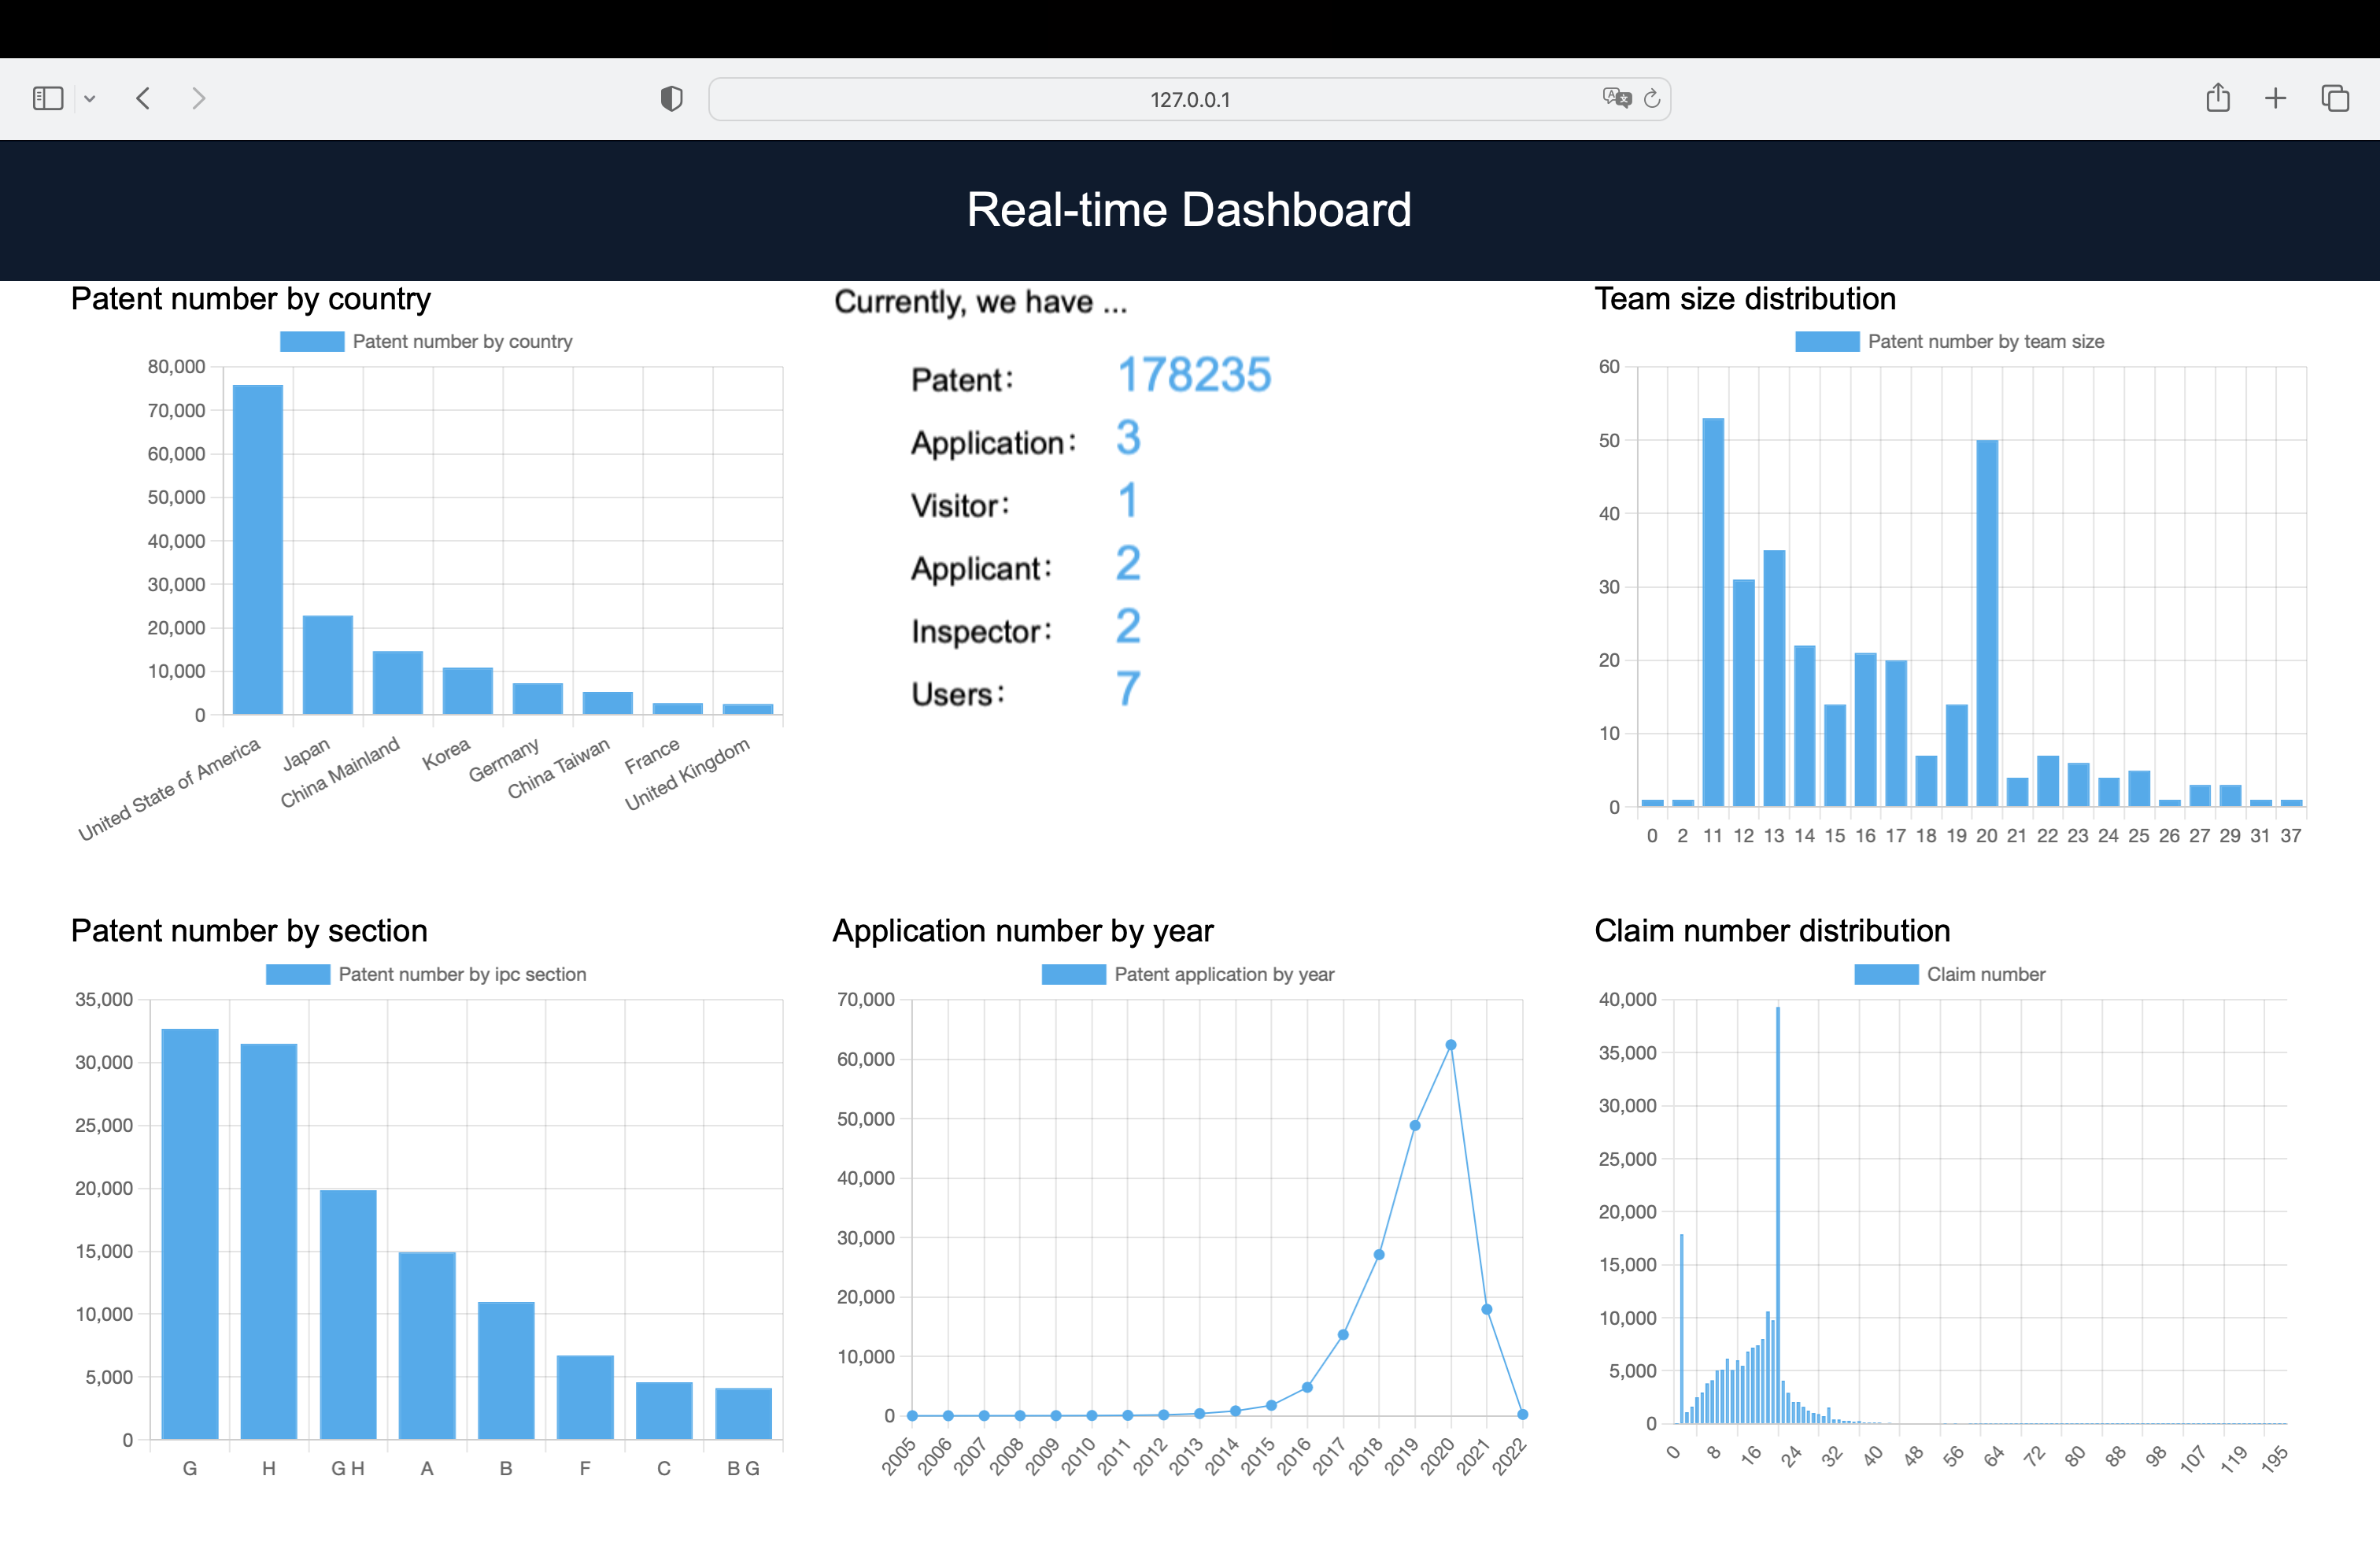 127.0.0.1
Real-time Dashboard
Patent number by country
Patent number by country
80,000
70,000
60,000
50,000
40,000
30,000
20,000
10,000
0
United State of America
Japan
China Mainland
Korea
Germany
China Taiwan
France
United Kingdom
Currently, we have ...
Patent: 178235
Application: 3
Visitor: 1
Applicant: 2
Inspector: 2
Users: 7
Team size distribution
Patent number by team size
60
50
40
30
20
10
0
0 2 11 12 13 14 15 16 17 18 19 20 21 22 23 24 25 26 27 29 31 37
Patent number by section
Patent number by ipc section
35,000
30,000
25,000
20,000
15,000
10,000
5,000
0
G H G H A B F C B G
Application number by year
Patent application by year
70,000
60,000
50,000
40,000
30,000
20,000
10,000
0
2005 2006 2007 2008 2009 2010 2011 2012 2013 2014 2015 2016 2017 2018 2019 2020 2021 2022
Claim number distribution
Claim number
40,000
35,000
30,000
25,000
20,000
15,000
10,000
5,000
0
0 8 16 24 32 40 48 56 64 72 80 88 98 107 119 195